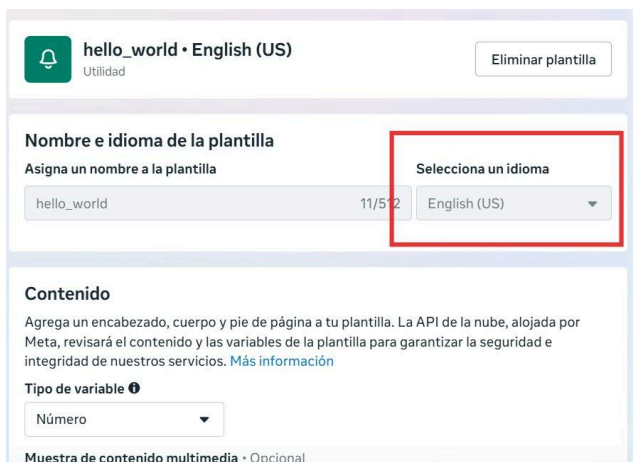 hello_world • English (US)
Utilidad
Eliminar plantilla
Nombre e idioma de la plantilla
Asigna un nombre a la plantilla
Selecciona un idioma
hello_world
11/512
English (US)
Contenido
Agrega un encabezado, cuerpo y pie de página a tu plantilla. La API de la nube, alojada por
Meta, revisará el contenido y las variables de la plantilla para garantizar la seguridad e
integridad de nuestros servicios. Más información
Tipo de variable
Número
Muestra de contenido multimedia • Opcional